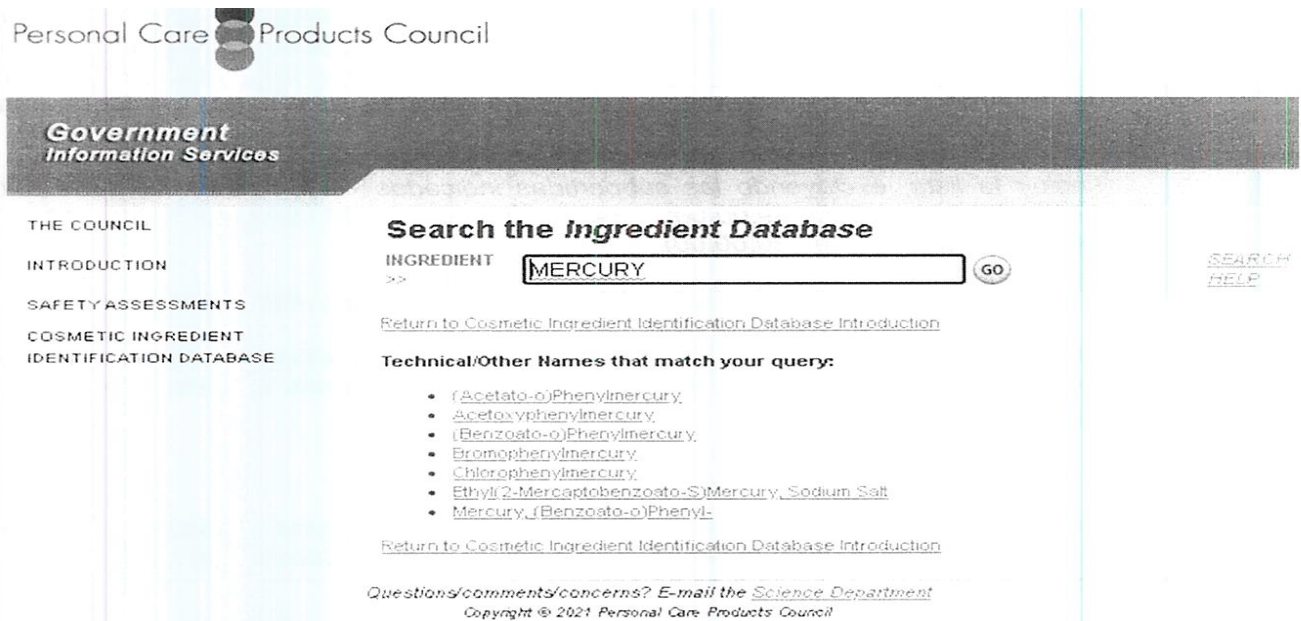 Personal Care Products Council
Government
Information Services
THE COUNCIL
INTRODUCTION
SAFETY ASSESSMENTS
COSMETIC INGREDIENT
IDENTIFICATION DATABASE
Search the Ingredient Database
INGREDIENT
>>
MERCURY
GO
SEARCH
HELP
Return to Cosmetic Ingredient Identification Database Introduction
Technical/Other Names that match your query:
• (Acetato-o)Phenylmercury
• Acetoxyphenylmercury
• (Benzoato-o)Phenylmercury
• Bromophenylmercury
• Chlorophenylmercury
• Ethyl(2-Mercaptobenzoato-S)Mercury, Sodium Salt
• Mercury, (Benzoato-o)Phenyl-
Return to Cosmetic Ingredient Identification Database Introduction
Questions/comments/concerns? E-mail the Science Department
Copyright © 2021 Personal Care Products Council